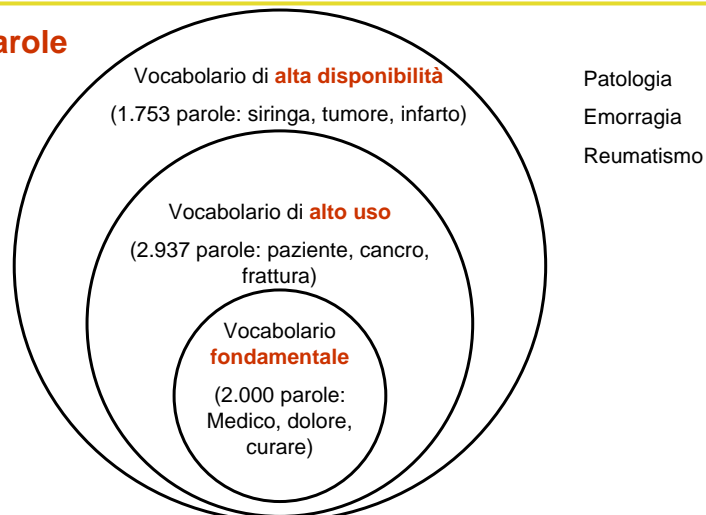 arole
Vocabolario di alta disponibilità
(1.753 parole: siringa, tumore, infarto)
Patologia
Emorragia
Reumatismo
Vocabolario di alto uso
(2.937 parole: paziente, cancro,
frattura)
Vocabolario
fondamentale
(2.000 parole:
Medico, dolore,
curare)